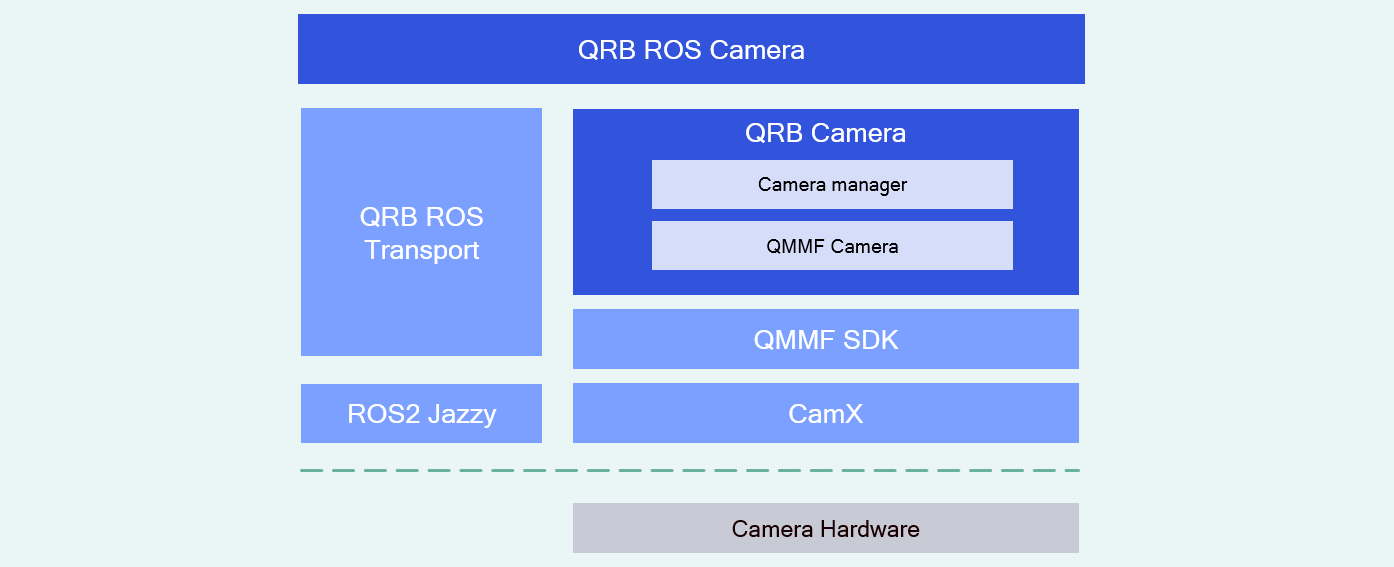 QRB ROS Camera
QRB ROS
Transport
ROS2 Jazzy
QRB Camera
Camera manager
QMMF Camera
QMMF SDK
CamX
Camera Hardware